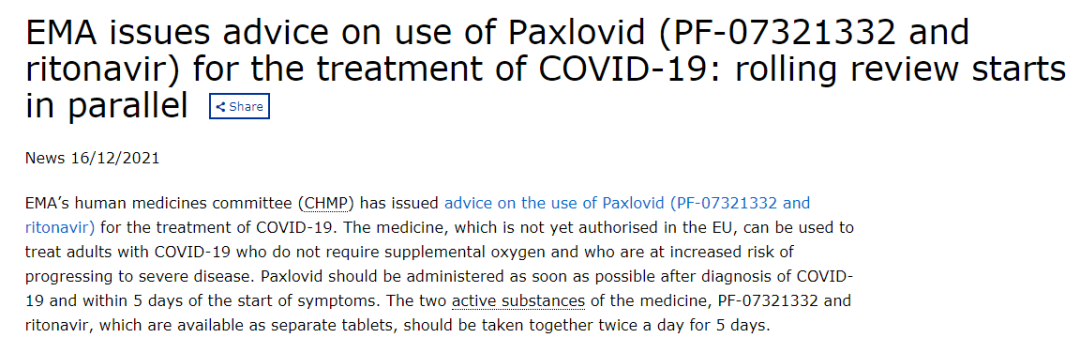 EMA issues advice on use of Paxlovid (PF-07321332 and
ritonavir) for the treatment of COVID-19: rolling review starts
in parallel Share
News 16/12/2021
EMA’s human medicines committee (CHMP) has issued advice on the use of Paxlovid (PF-07321332 and
ritonavir) for the treatment of COVID-19. The medicine, which is not yet authorised in the EU, can be used to
treat adults with COVID-19 who do not require supplemental oxygen and who are at increased risk of
progressing to severe disease. Paxlovid should be administered as soon as possible after diagnosis of COVID-
19 and within 5 days of the start of symptoms. The two active substances of the medicine, PF-07321332 and
ritonavir, which are available as separate tablets, should be taken together twice a day for 5 days.